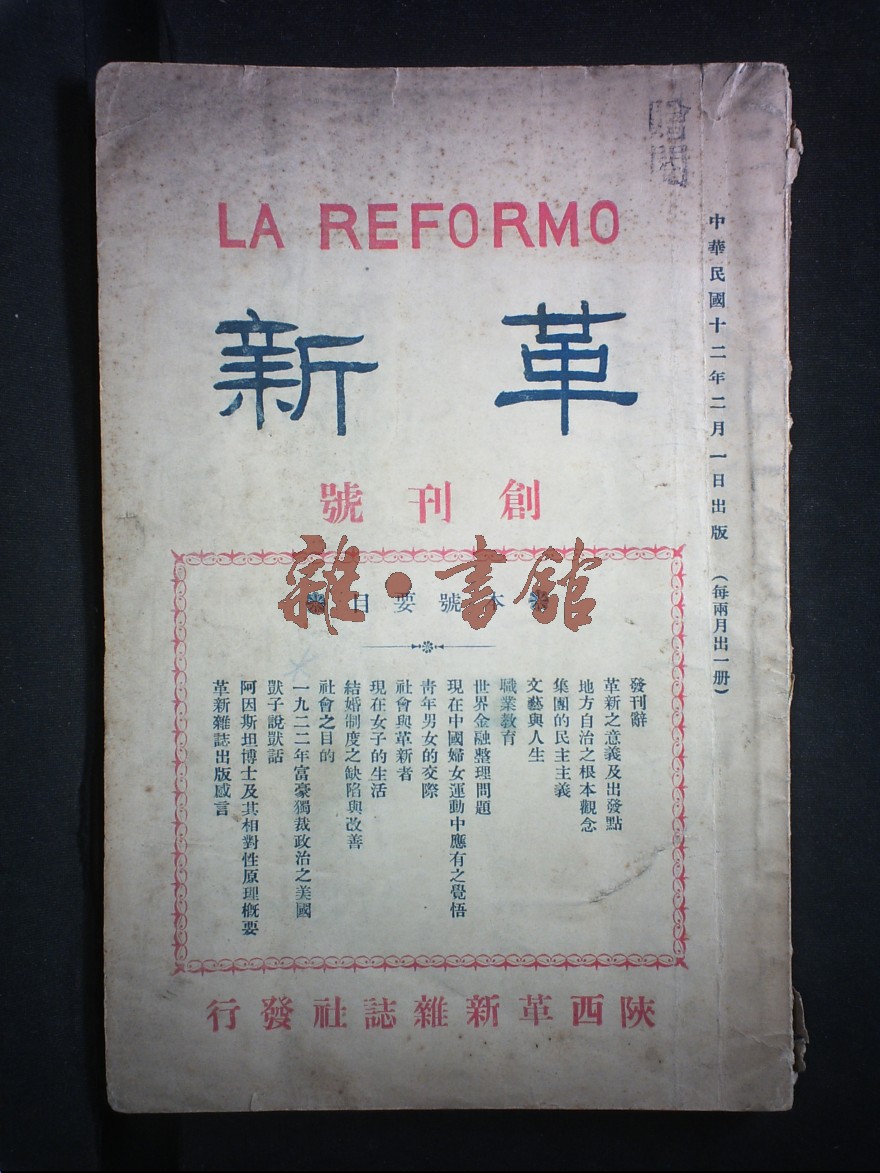 LA REFORMO
革新
創刊號
中華民國十二年二月一日出版 (每兩月出一册)
本號要目
雜·書館
發刊辭
革新之意義及出發點
地方自治之根本觀念
集團的民主主義
文藝與人生
職業教育
世界金融整理問題
現在中國婦女運動中應有之覺悟
靑年男女的交際
社會與革新者
現在女子的生活
結婚制度之缺陷與改善
社會之目的
一九二二年富豪獨裁政治之美國
獃子說獃話
阿因斯坦博士及其相對性原理槪要
革新雜誌出版感言
陝西革新雜誌社發行